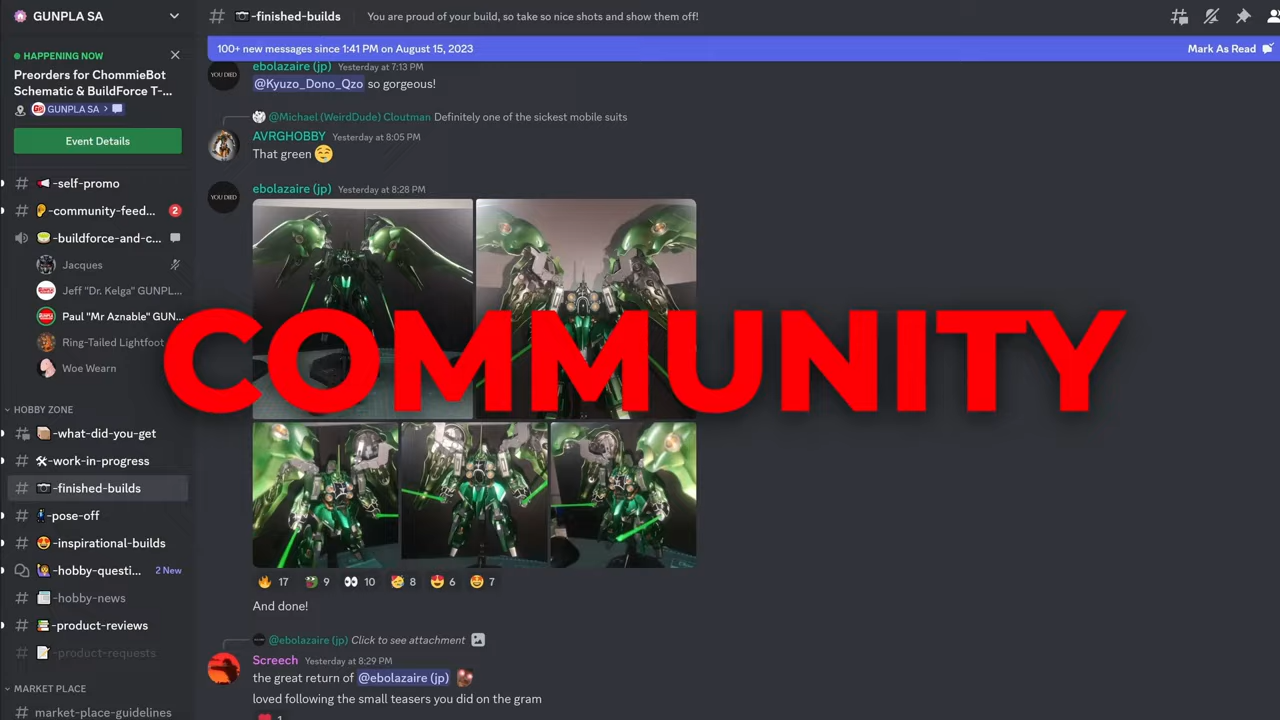 GUNPLA SA
-finished-builds
You are proud of your build, so take so nice shots and show them off!
100+ new messages since 1:41 PM on August 15, 2023
Mark As Read
HAPPENING NOW
Preorders for ChommieBot
Schematic & BuildForce T-...
GUNPLA SA >
Event Details
-self-promo
-community-feed...
2
-buildforce-and-c...
Jacques
Jeff "Dr. Kelga" GUNPL...
Paul "Mr Aznable" GUN...
Ring-Tailed Lightfoot
Woe Wearn
HOBBY ZONE
-what-did-you-get
-work-in-progress
-finished-builds
-pose-off
-inspirational-builds
-hobby-questi...
2 New
-hobby-news
-product-reviews
-product-requests
MARKET PLACE
market-place-guidelines
YOU DIED
ebolazaire (jp) Yesterday at 7:13 PM
@Kyuzo_Dono_Qzo so gorgeous!
@Michael (WeirdDude) Cloutman Definitely one of the sickest mobile suits
AVRGHOBBY Yesterday at 8:05 PM
That green ☺️
YOU DIED
ebolazaire (jp) Yesterday at 8:28 PM
COMMUNITY
17 9 10 8 6 7
And done!
@ebolazaire (jp) Click to see attachment
Screech Yesterday at 8:29 PM
the great return of @ebolazaire (jp)
loved following the small teasers you did on the gram
1